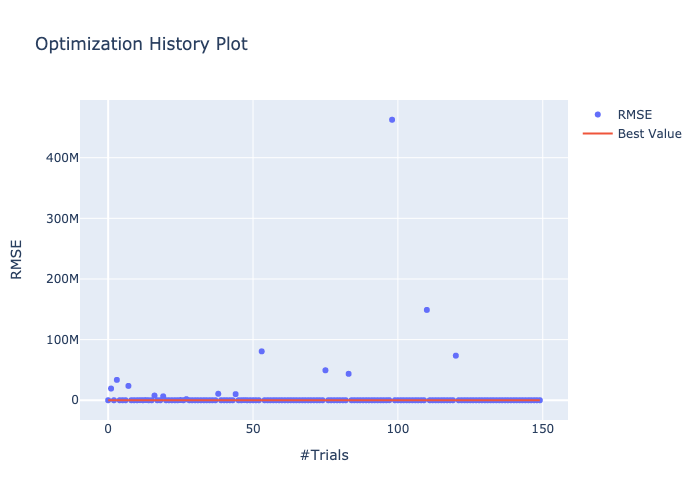 Optimization History Plot
RMSE
Best Value
400M
300M
200M
100M
0
RMSE
0
50
100
150
#Trials